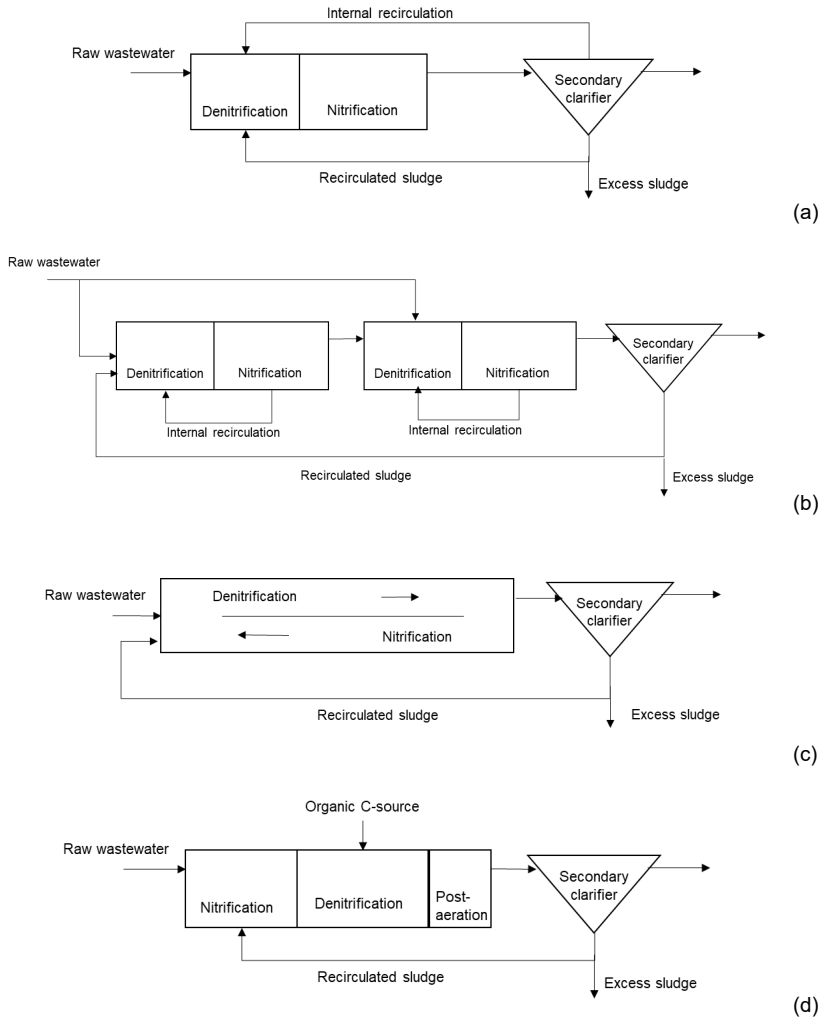 Internal recirculation
Raw wastewater
Secondary
clarifier
Denitrification
Nitrification
Recirculated sludge
Excess sludge
(a)
Raw wastewater
Secondary
clarifier
Denitrification
Nitrification
Denitrification
Nitrification
Internal recirculation
Internal recirculation
Recirculated sludge
Excess sludge
(b)
Raw wastewater
Denitrification
Nitrification
Secondary
clarifier
Recirculated sludge
Excess sludge
(c)
Organic C-source
Raw wastewater
Secondary
clarifier
Nitrification
Denitrification
Post-
aeration
Recirculated sludge
Excess sludge
(d)